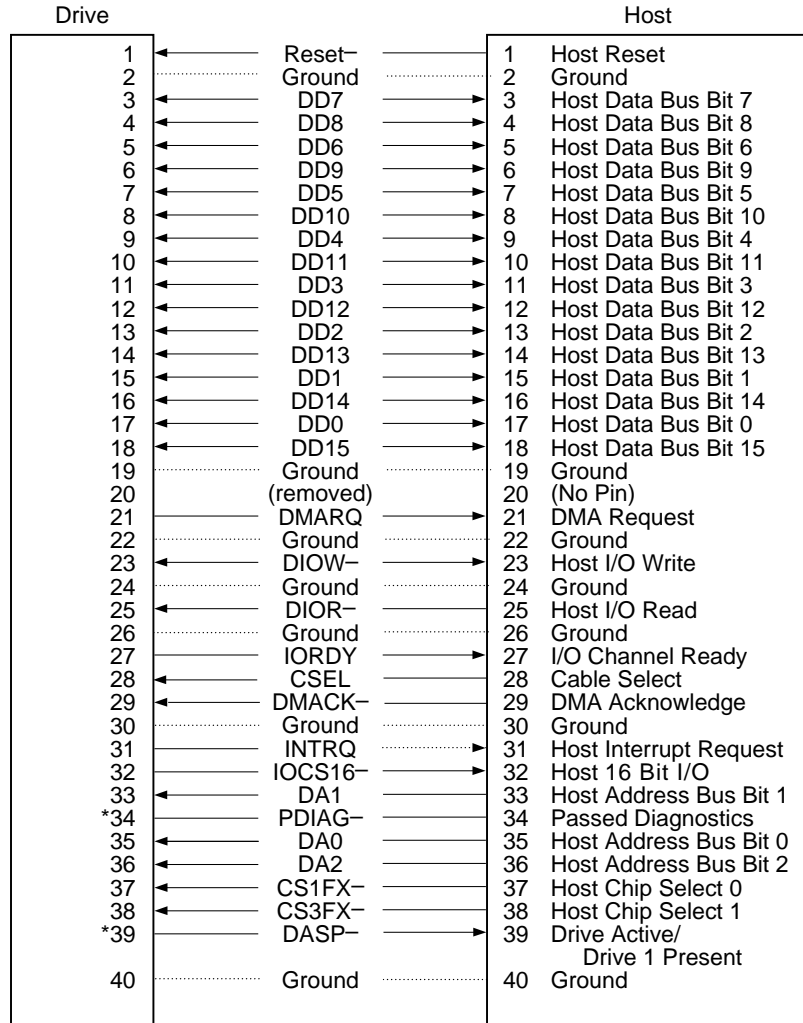 Drive Host
1 Reset– 1 Host Reset
2 Ground 2 Ground
3 DD7 3 Host Data Bus Bit 7
4 DD8 4 Host Data Bus Bit 8
5 DD6 5 Host Data Bus Bit 6
6 DD9 6 Host Data Bus Bit 9
7 DD5 7 Host Data Bus Bit 5
8 DD10 8 Host Data Bus Bit 10
9 DD4 9 Host Data Bus Bit 4
10 DD11 10 Host Data Bus Bit 11
11 DD3 11 Host Data Bus Bit 3
12 DD12 12 Host Data Bus Bit 12
13 DD2 13 Host Data Bus Bit 2
14 DD13 14 Host Data Bus Bit 13
15 DD1 15 Host Data Bus Bit 1
16 DD14 16 Host Data Bus Bit 14
17 DD0 17 Host Data Bus Bit 0
18 DD15 18 Host Data Bus Bit 15
19 Ground 19 Ground
20 (removed) 20 (No Pin)
21 DMARQ 21 DMA Request
22 Ground 22 Ground
23 DIOW– 23 Host I/O Write
24 Ground 24 Ground
25 DIOR– 25 Host I/O Read
26 Ground 26 Ground
27 IORDY 27 I/O Channel Ready
28 CSEL 28 Cable Select
29 DMACK– 29 DMA Acknowledge
30 Ground 30 Ground
31 INTRQ 31 Host Interrupt Request
32 IOCS16– 32 Host 16 Bit I/O
33 DA1 33 Host Address Bus Bit 1
*34 PDIAG– 34 Passed Diagnostics
35 DA0 35 Host Address Bus Bit 0
36 DA2 36 Host Address Bus Bit 2
37 CS1FX– 37 Host Chip Select 0
38 CS3FX– 38 Host Chip Select 1
*39 DASP– 39 Drive Active/
Drive 1 Present
40 Ground 40 Ground